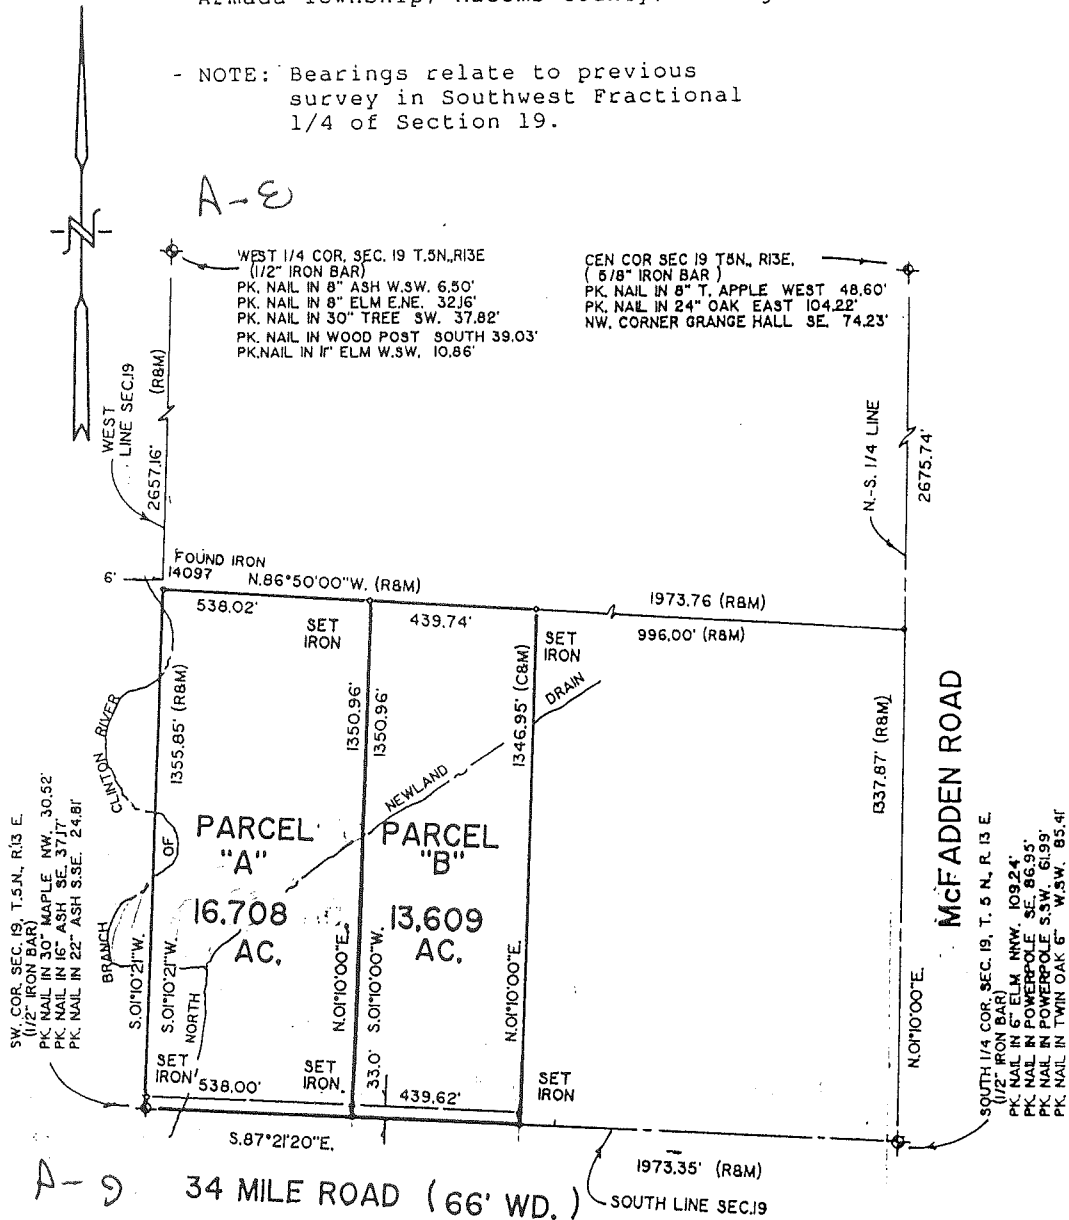 - NOTE: Bearings relate to previous
survey in Southwest Fractional
1/4 of Section 19.
A-E
N
WEST 1/4 COR. SEC. 19 T.5N.,R13E
(1/2" IRON BAR)
PK. NAIL IN 8" ASH W.SW. 6.50'
PK. NAIL IN 8" ELM E.NE. 32.16'
PK. NAIL IN 30" TREE SW. 37.82'
PK. NAIL IN WOOD POST SOUTH 39.03'
PK.NAIL IN 11" ELM W.SW. 10.86'
CEN COR SEC 19 T5N., R13E.
( 5/8" IRON BAR )
PK. NAIL IN 8" T. APPLE WEST 48.60'
PK. NAIL IN 24" OAK EAST 104.22'
NW. CORNER GRANGE HALL SE. 74.23'
WEST
LINE SEC.19
2657.16' (R&M)
N.-S. 1/4 LINE
2675.74'
6'
FOUND IRON
14097
N.86°50'00"W. (R&M)
1973.76 (R&M)
538.02'
439.74'
996.00' (R&M)
SET
IRON
SET
IRON
1355.85' (R&M)
1350.96'
1350.96'
1346.95' (C&M)
1337.87' (R&M)
NEWLAND DRAIN
NORTH BRANCH OF CLINTON RIVER
PARCEL
"A"
16.708
AC.
PARCEL
"B"
13.609
AC.
McFADDEN ROAD
S.01°10'21"W.
S.01°10'21"W.
N.01°10'00"E.
S.01°10'00"W.
N.01°10'00"E.
N.01°10'00"E.
SW. COR. SEC. 19, T.5.N., R.13 E.
(1/2" IRON BAR)
PK. NAIL IN 30" MAPLE NW. 30.52'
PK. NAIL IN 16" ASH SE. 37.17'
PK. NAIL IN 22" ASH S.SE. 24.81'
SOUTH 1/4 COR. SEC. 19, T. 5 N., R. 13 E.
(1/2" IRON BAR)
PK. NAIL IN 6" ELM NNW. 109.24'
PK. NAIL IN POWERPOLE SE. 86.95'
PK. NAIL IN POWERPOLE S.SW. 61.99'
PK. NAIL IN TWIN OAK 6" W.SW. 85.41'
SET
IRON
SET
IRON.
SET
IRON
538.00'
33.0'
439.62'
S.87°21'20"E.
1973.35' (R&M)
34 MILE ROAD (66' WD.)
SOUTH LINE SEC.19